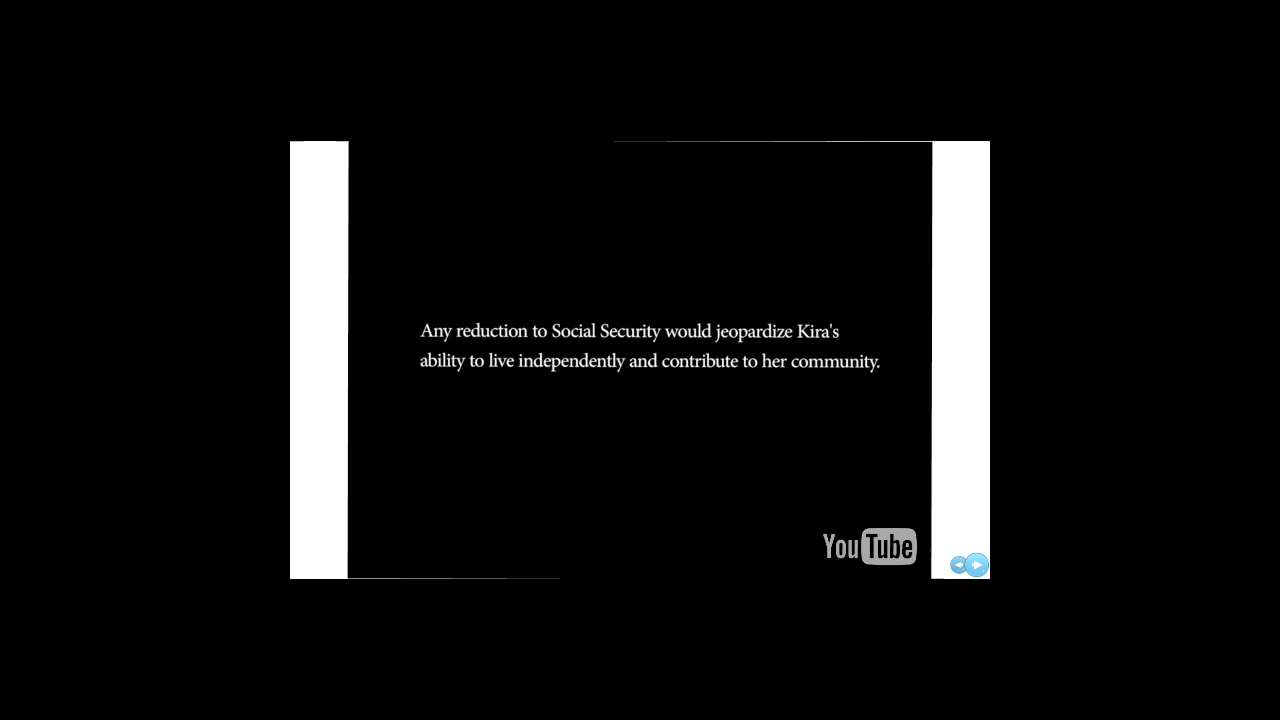 Any reduction to Social Security would jeopardize Kira's
ability to live independently and contribute to her community.
YouTube